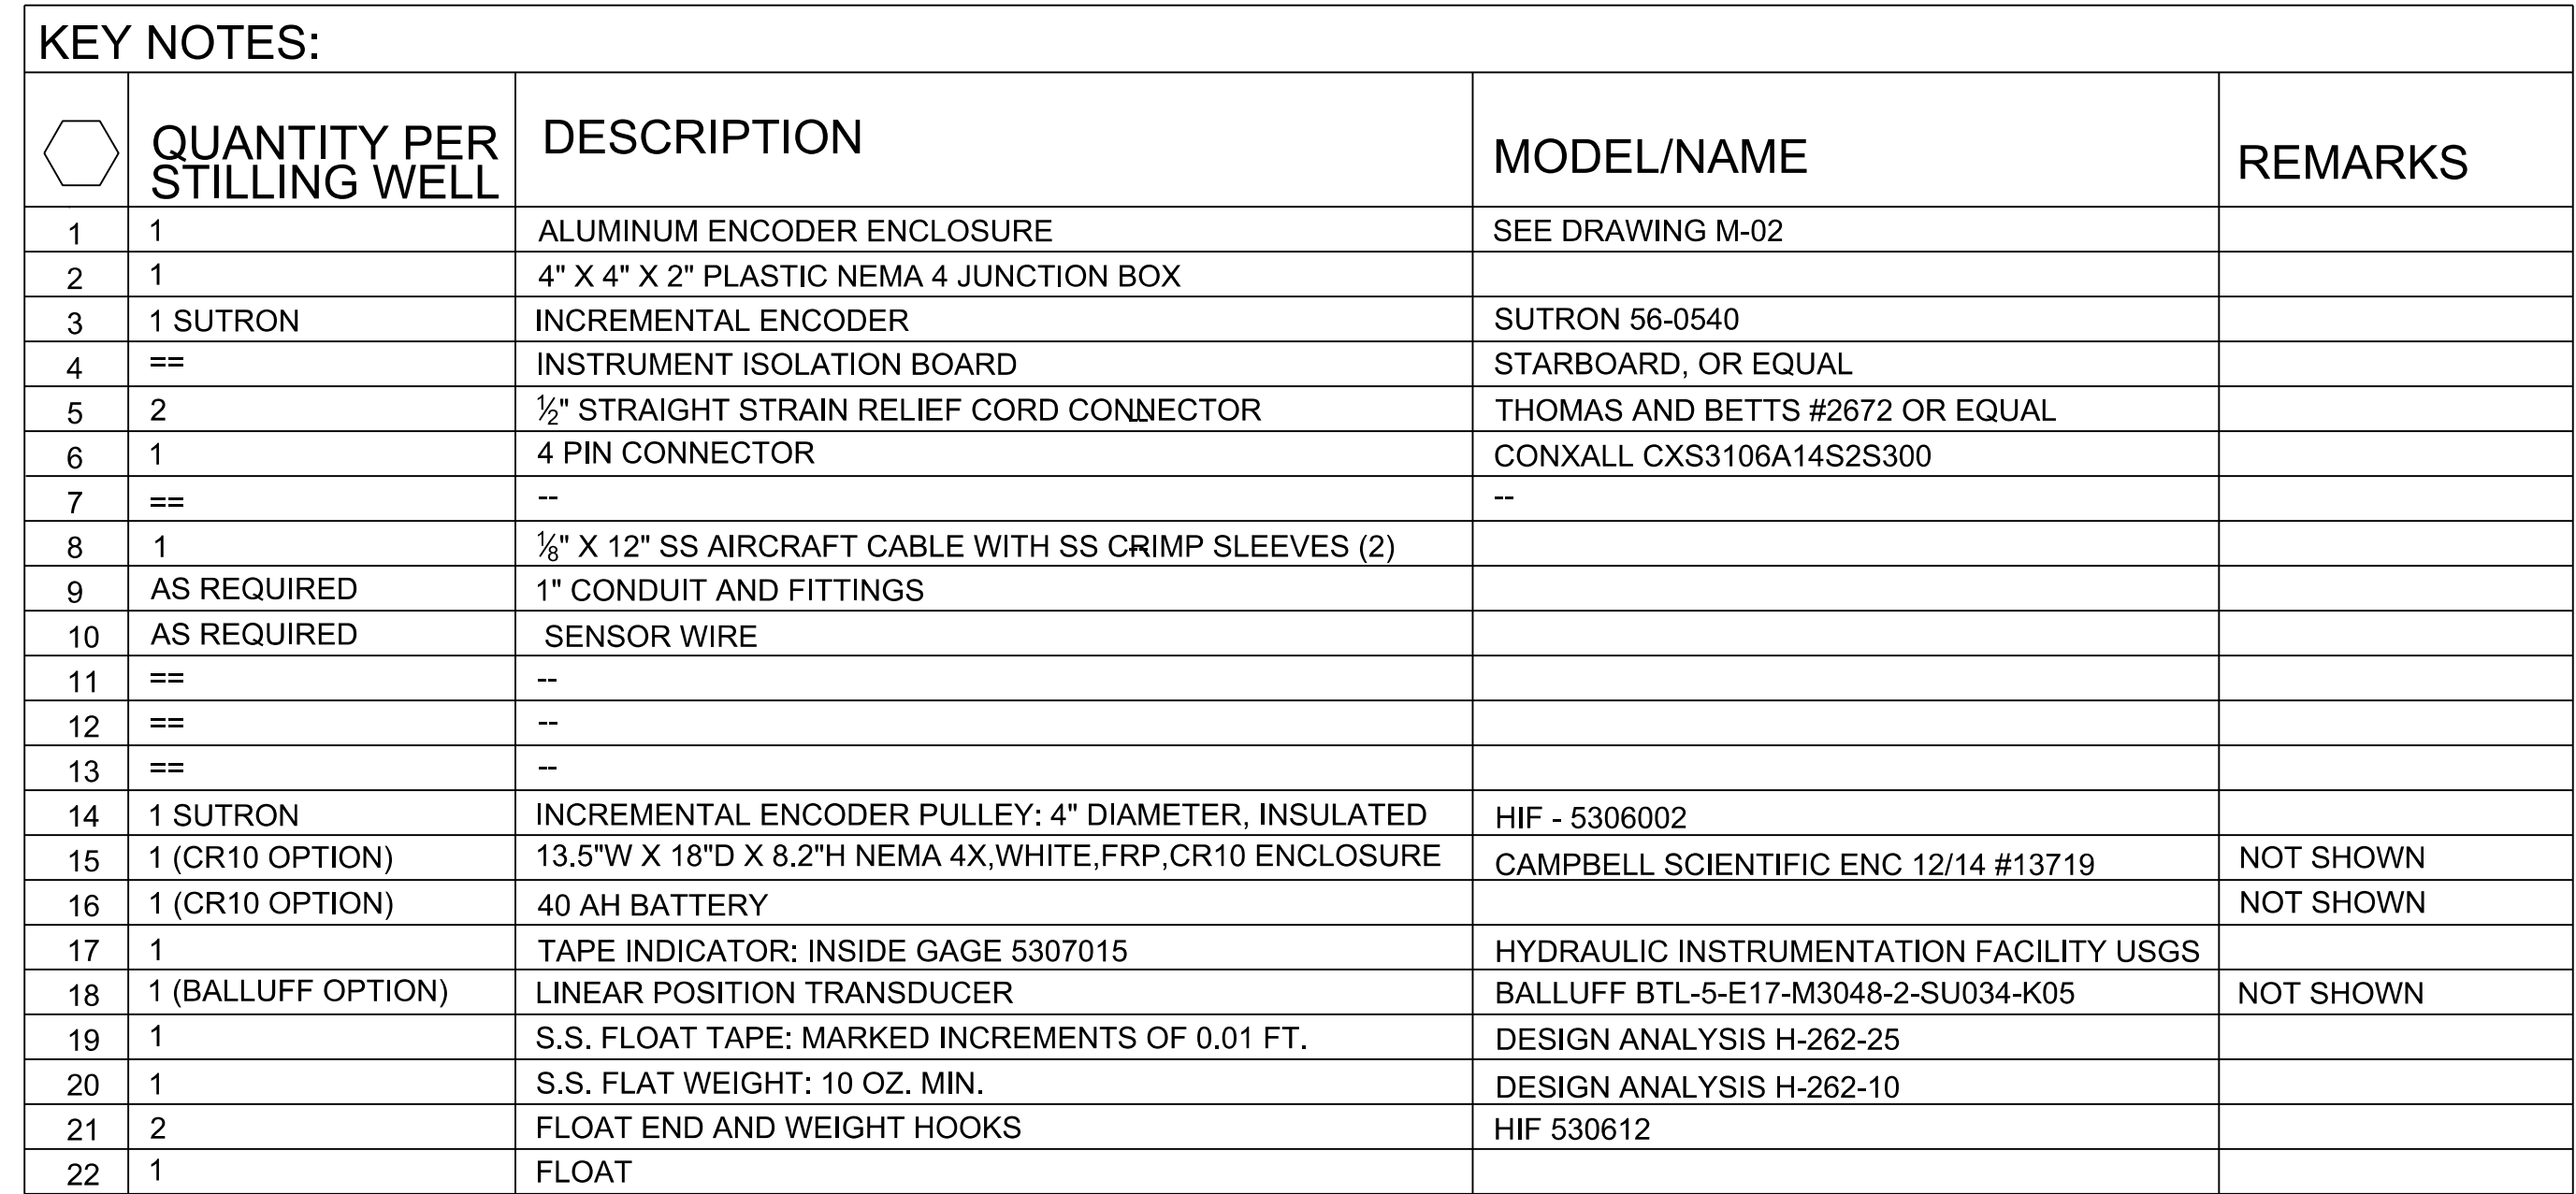 KEY NOTES:
QUANTITY PER
STILLING WELL
DESCRIPTION
MODEL/NAME
REMARKS
1 1 ALUMINUM ENCODER ENCLOSURE SEE DRAWING M-02
2 1 4" X 4" X 2" PLASTIC NEMA 4 JUNCTION BOX
3 1 SUTRON INCREMENTAL ENCODER SUTRON 56-0540
4 == INSTRUMENT ISOLATION BOARD STARBOARD, OR EQUAL
5 2 ½" STRAIGHT STRAIN RELIEF CORD CONNECTOR THOMAS AND BETTS #2672 OR EQUAL
6 1 4 PIN CONNECTOR CONXALL CXS3106A14S2S300
7 == -- --
8 1 ⅛" X 12" SS AIRCRAFT CABLE WITH SS CRIMP SLEEVES (2)
9 AS REQUIRED 1" CONDUIT AND FITTINGS
10 AS REQUIRED SENSOR WIRE
11 == --
12 == --
13 == --
14 1 SUTRON INCREMENTAL ENCODER PULLEY: 4" DIAMETER, INSULATED HIF - 5306002
15 1 (CR10 OPTION) 13.5"W X 18"D X 8.2"H NEMA 4X,WHITE,FRP,CR10 ENCLOSURE CAMPBELL SCIENTIFIC ENC 12/14 #13719 NOT SHOWN
16 1 (CR10 OPTION) 40 AH BATTERY NOT SHOWN
17 1 TAPE INDICATOR: INSIDE GAGE 5307015 HYDRAULIC INSTRUMENTATION FACILITY USGS
18 1 (BALLUFF OPTION) LINEAR POSITION TRANSDUCER BALLUFF BTL-5-E17-M3048-2-SU034-K05 NOT SHOWN
19 1 S.S. FLOAT TAPE: MARKED INCREMENTS OF 0.01 FT. DESIGN ANALYSIS H-262-25
20 1 S.S. FLAT WEIGHT: 10 OZ. MIN. DESIGN ANALYSIS H-262-10
21 2 FLOAT END AND WEIGHT HOOKS HIF 530612
22 1 FLOAT